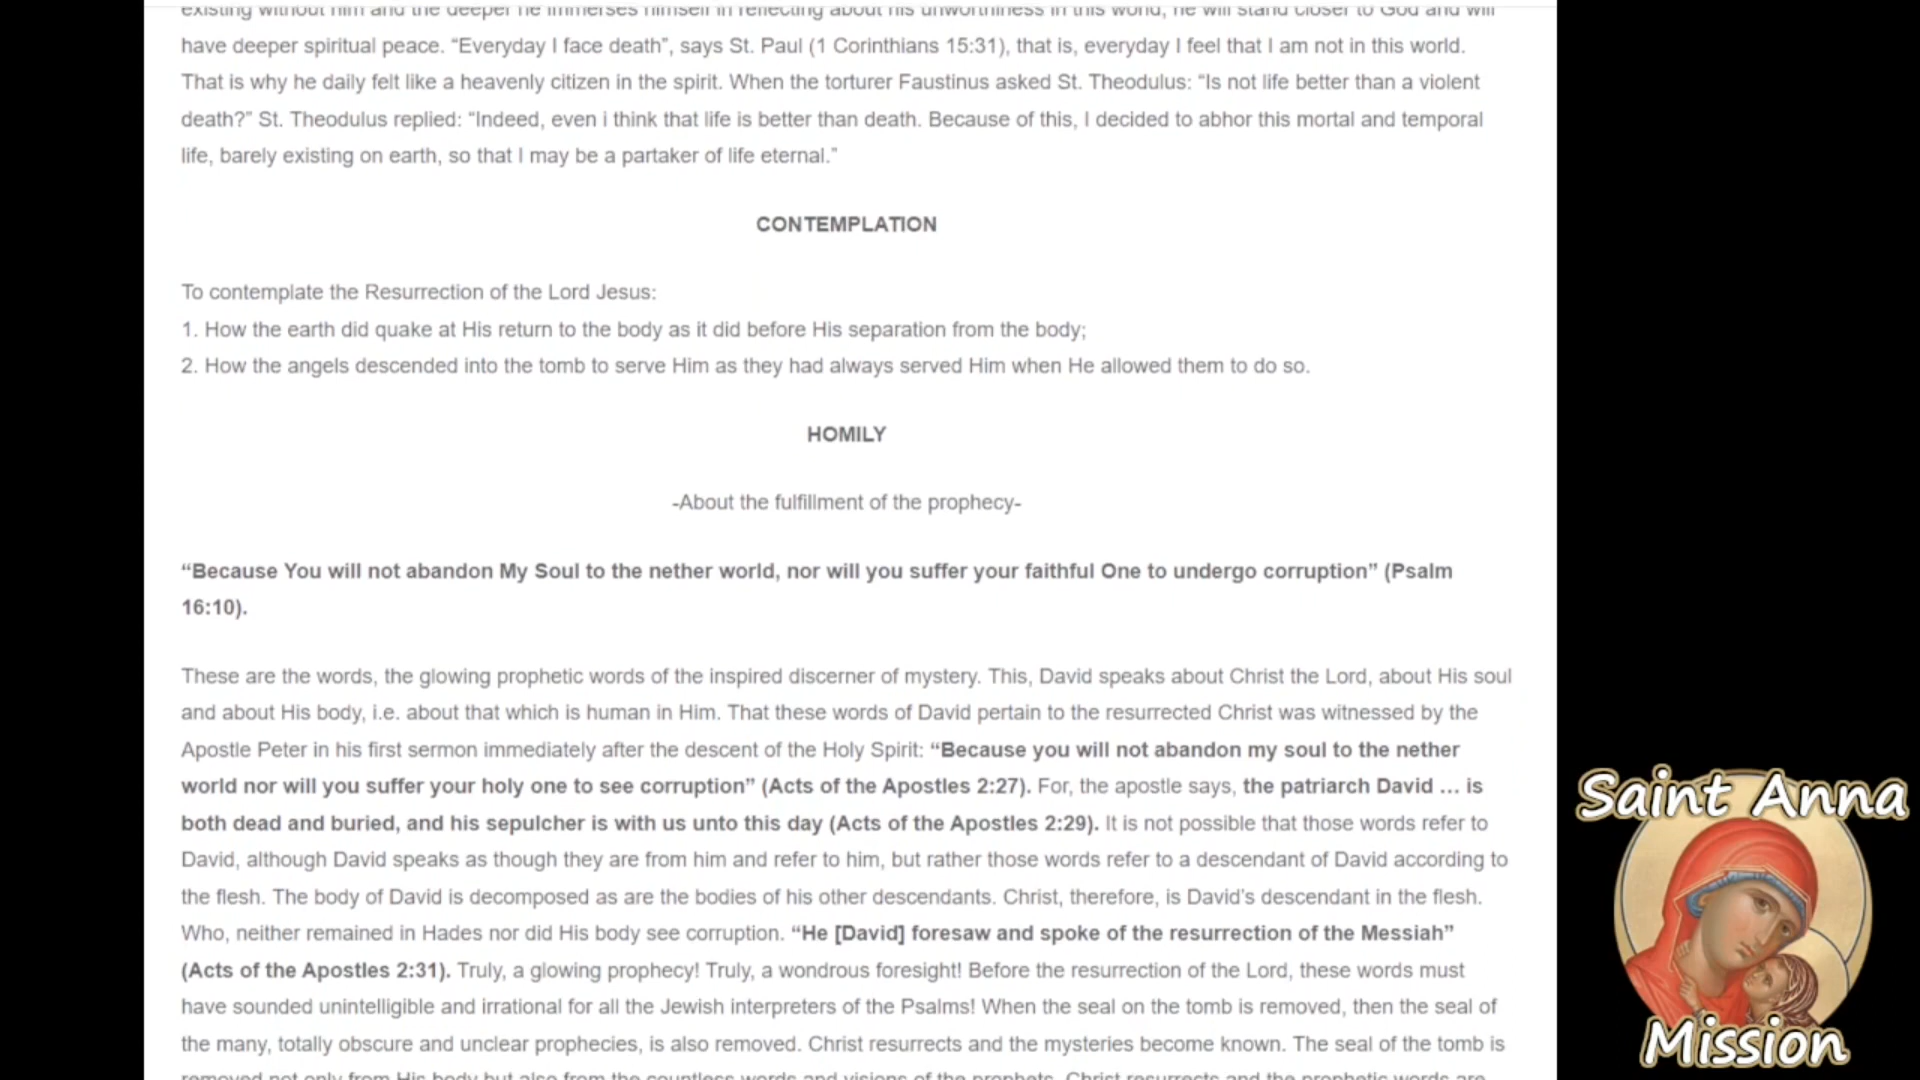 existing without him and the deeper he immerses himself in reflecting about his unworthiness in this world, he will stand closer to God and will
have deeper spiritual peace. “Everyday I face death”, says St. Paul (1 Corinthians 15:31), that is, everyday I feel that I am not in this world.
That is why he daily felt like a heavenly citizen in the spirit. When the torturer Faustinus asked St. Theodulus: “Is not life better than a violent
death?” St. Theodulus replied: “Indeed, even i think that life is better than death. Because of this, I decided to abhor this mortal and temporal
life, barely existing on earth, so that I may be a partaker of life eternal.”
CONTEMPLATION
To contemplate the Resurrection of the Lord Jesus:
1. How the earth did quake at His return to the body as it did before His separation from the body;
2. How the angels descended into the tomb to serve Him as they had always served Him when He allowed them to do so.
HOMILY
-About the fulfillment of the prophecy-
“Because You will not abandon My Soul to the nether world, nor will you suffer your faithful One to undergo corruption” (Psalm
16:10).
These are the words, the glowing prophetic words of the inspired discerner of mystery. This, David speaks about Christ the Lord, about His soul
and about His body, i.e. about that which is human in Him. That these words of David pertain to the resurrected Christ was witnessed by the
Apostle Peter in his first sermon immediately after the descent of the Holy Spirit: “Because you will not abandon my soul to the nether
world nor will you suffer your holy one to see corruption” (Acts of the Apostles 2:27). For, the apostle says, the patriarch David ... is
both dead and buried, and his sepulcher is with us unto this day (Acts of the Apostles 2:29). It is not possible that those words refer to
David, although David speaks as though they are from him and refer to him, but rather those words refer to a descendant of David according to
the flesh. The body of David is decomposed as are the bodies of his other descendants. Christ, therefore, is David's descendant in the flesh.
Who, neither remained in Hades nor did His body see corruption. “He [David] foresaw and spoke of the resurrection of the Messiah”
(Acts of the Apostles 2:31). Truly, a glowing prophecy! Truly, a wondrous foresight! Before the resurrection of the Lord, these words must
have sounded unintelligible and irrational for all the Jewish interpreters of the Psalms! When the seal on the tomb is removed, then the seal of
the many, totally obscure and unclear prophecies, is also removed. Christ resurrects and the mysteries become known. The seal of the tomb is
removed not only from His body but also from the countless words and visions of the prophets. Christ resurrects and the prophetic words are
Saint Anna
Mission